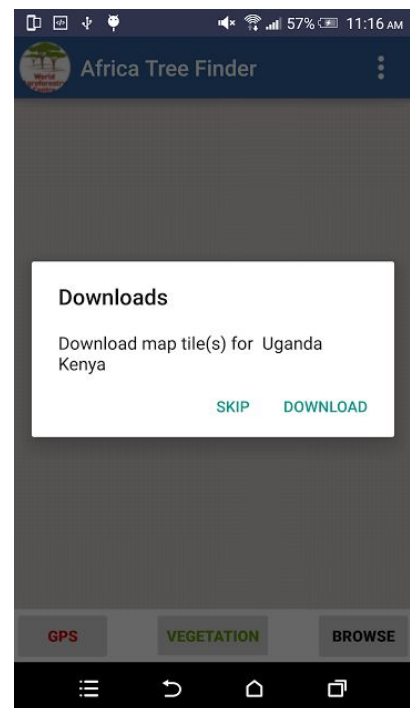 57% 11:16 AM
World
Africa Tree Finder
Downloads
Download map tile(s) for Uganda
Kenya
SKIP DOWNLOAD
GPS VEGETATION BROWSE